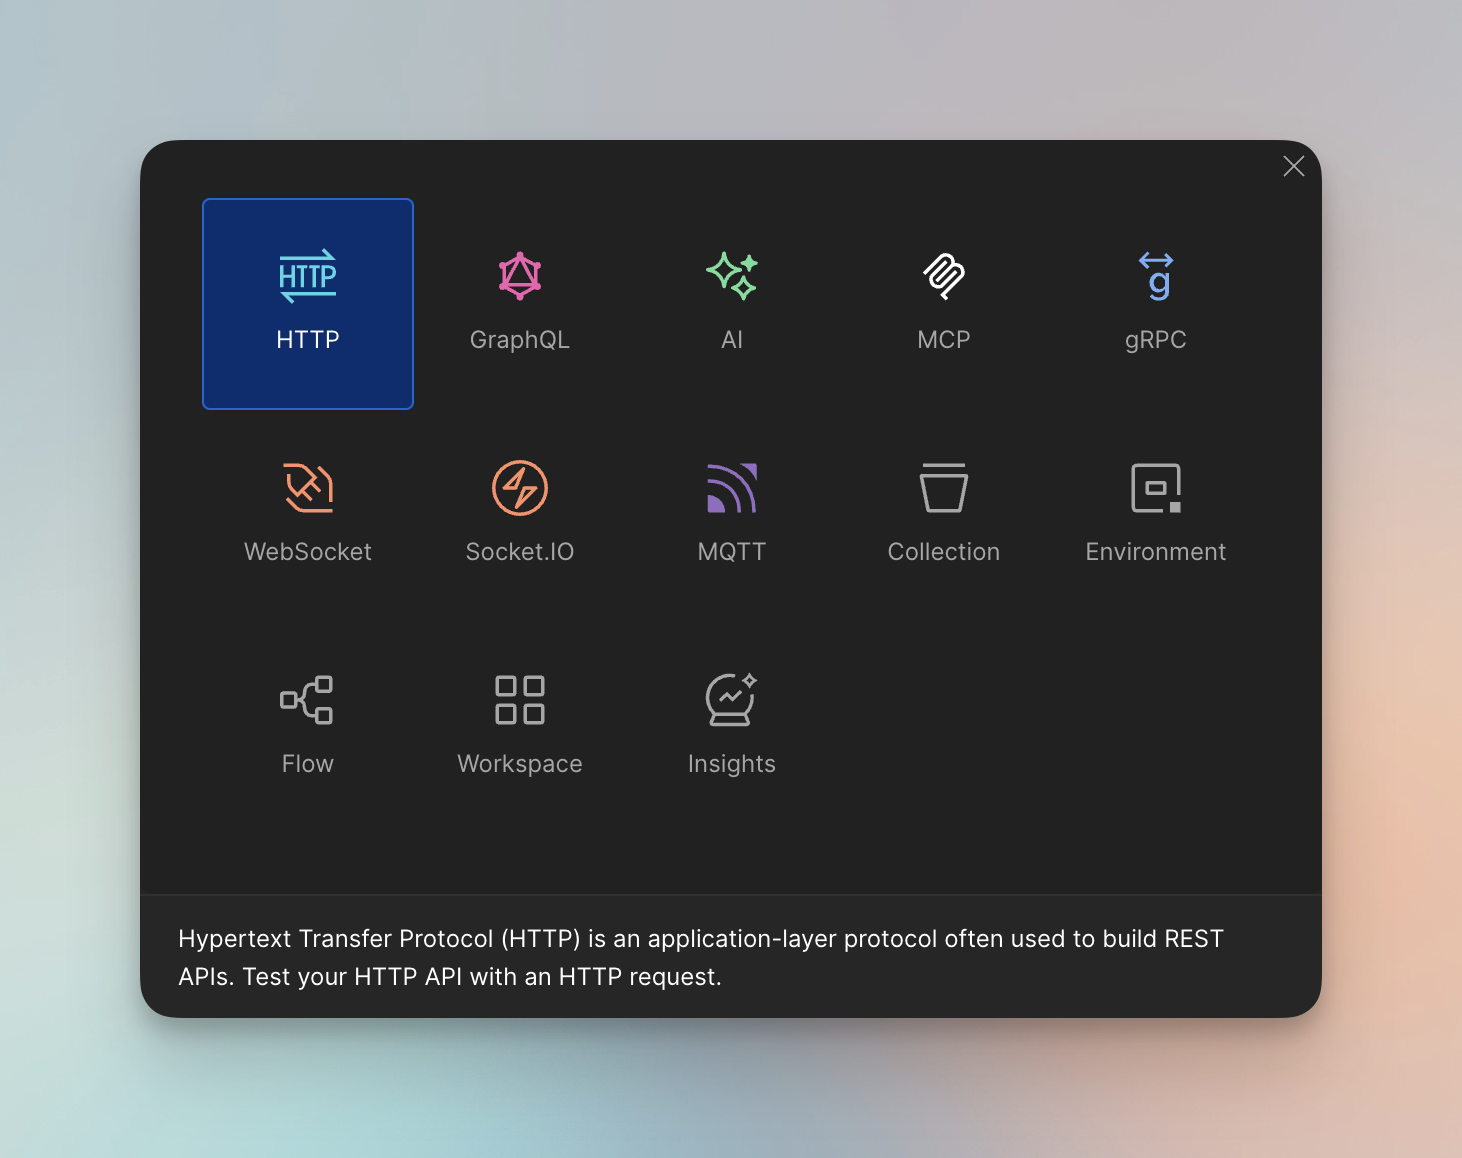 HTTP
HTTP
GraphQL
AI
MCP
g
gRPC
WebSocket
Socket.IO
MQTT
Collection
Environment
Flow
Workspace
Insights
Hypertext Transfer Protocol (HTTP) is an application-layer protocol often used to build REST
APIs. Test your HTTP API with an HTTP request.